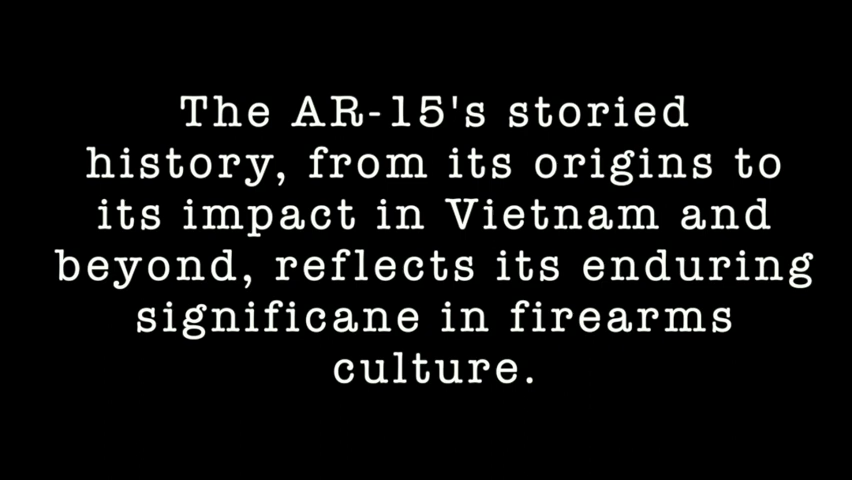 The AR-15's storied
history, from its origins to
its impact in Vietnam and
beyond, reflects its enduring
significane in firearms
culture.